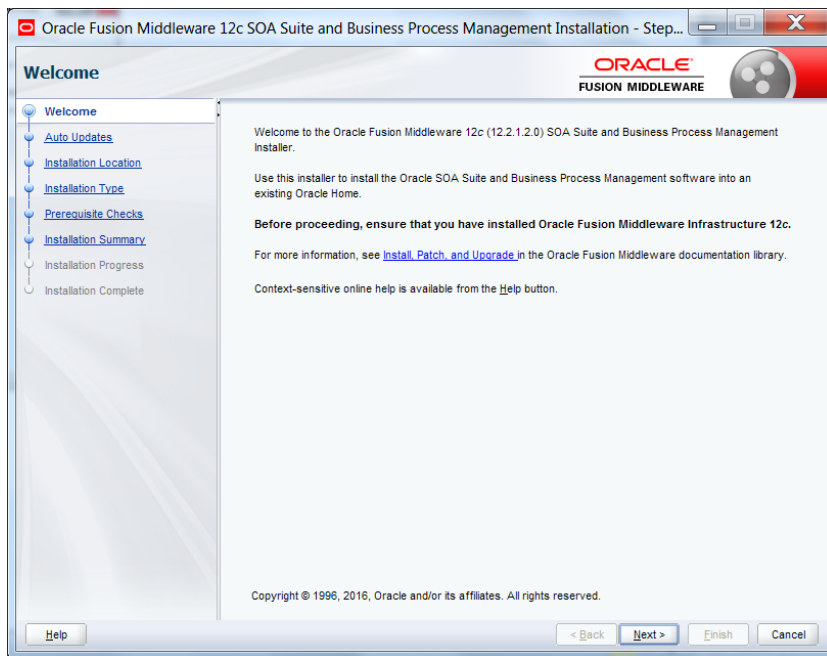 Oracle Fusion Middleware 12c SOA Suite and Business Process Management Installation - Step...
Welcome
ORACLE
FUSION MIDDLEWARE
Welcome
Auto Updates
Installation Location
Installation Type
Prerequisite Checks
Installation Summary
Installation Progress
Installation Complete
Welcome to the Oracle Fusion Middleware 12c (12.2.1.2.0) SOA Suite and Business Process Management
Installer.
Use this installer to install the Oracle SOA Suite and Business Process Management software into an
existing Oracle Home.
Before proceeding, ensure that you have installed Oracle Fusion Middleware Infrastructure 12c.
For more information, see Install, Patch, and Upgrade in the Oracle Fusion Middleware documentation library.
Context-sensitive online help is available from the Help button.
Copyright © 1996, 2016, Oracle and/or its affiliates. All rights reserved.
Help
< Back
Next >
Finish
Cancel